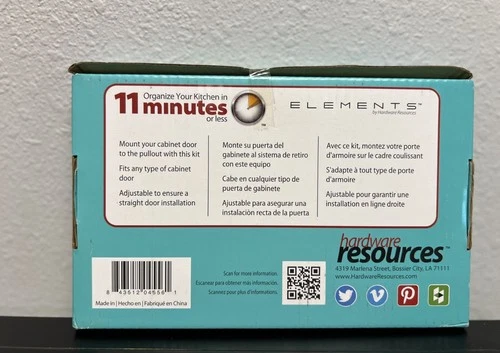 Organize Your Kitchen in
11 minutes
or less
ELEMENTS™
by Hardware Resources
Mount your cabinet door
to the pullout with this kit
Fits any type of cabinet
door
Adjustable to ensure a
straight door installation
Monte su puerta del
gabinete al sistema de retiro
con este equipo
Cabe en cualquier tipo de
puerta de gabinete
Ajustable para asegurar una
instalación recta de la puerta
Avec ce kit, montez votre porte
d'armoire sur le cadre coulissant
S'adapte à tout type de porte
d'armoire
Ajustable pour garantir une
installation en ligne droite
hardware
resources™
4319 Marlena Street, Bossier City, LA 71111
www.HardwareResources.com
Scan for more information.
Escanear para obtener más información.
Scannez pour plus d'informations.
8 43512 04556 1
Made in | Hecho en | Fabriqué en China